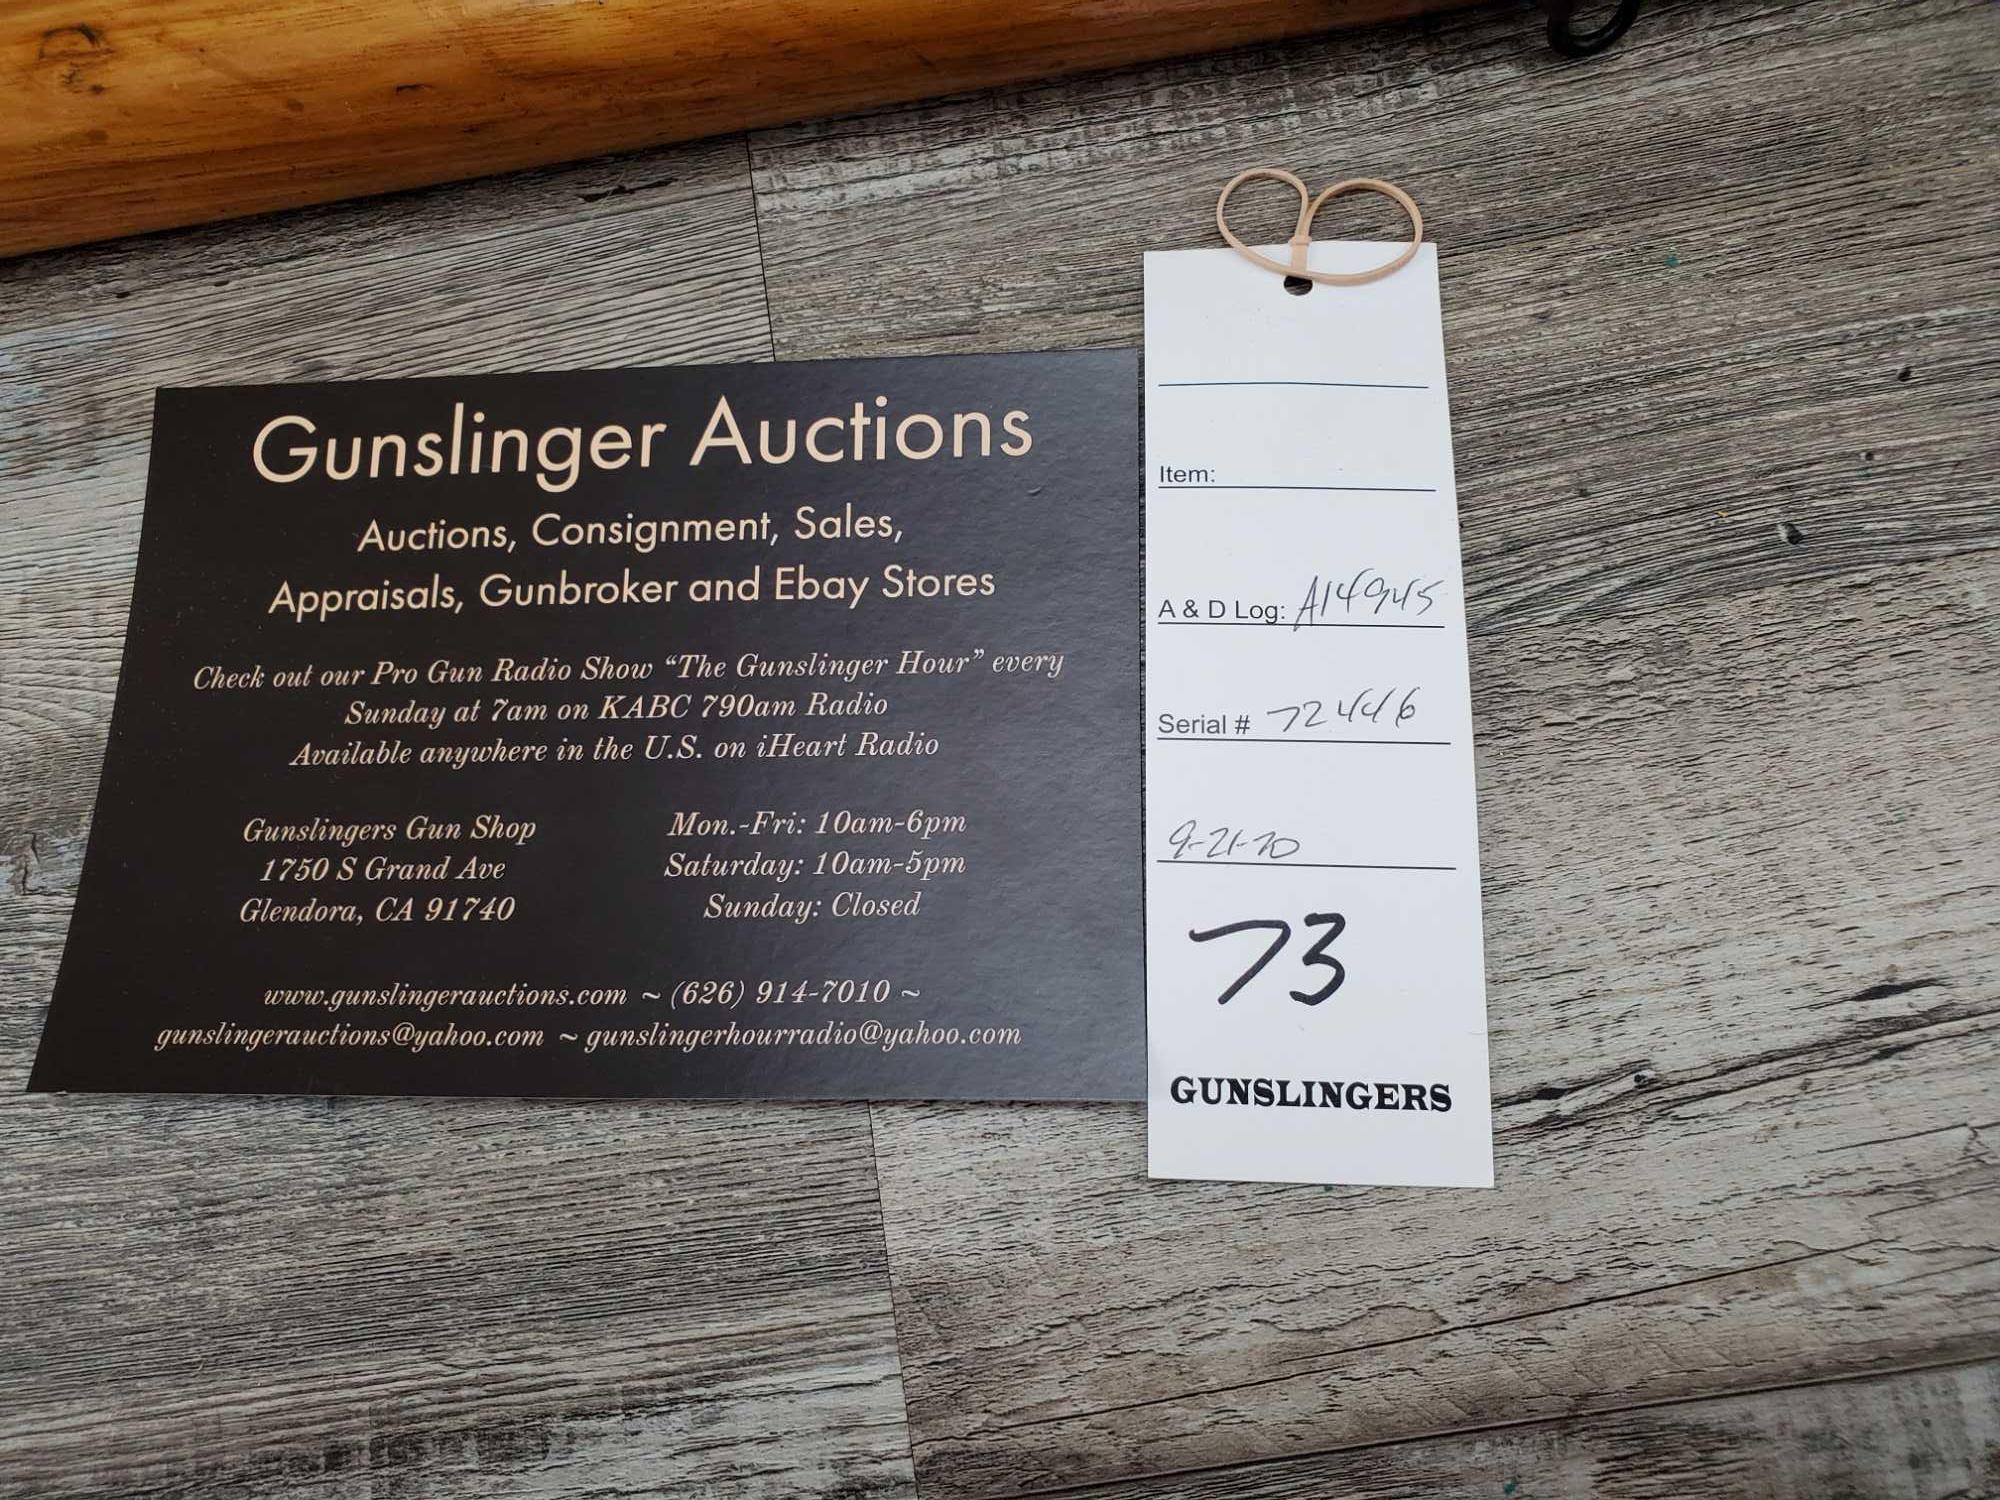 Gunslinger Auctions
Auctions, Consignment, Sales,
Appraisals, Gunbroker and Ebay Stores
Check out our Pro Gun Radio Show “The Gunslinger Hour” every
Sunday at 7am on KABC 790am Radio
Available anywhere in the U.S. on iHeart Radio
Gunslingers Gun Shop
1750 S Grand Ave
Glendora, CA 91740
Mon.-Fri: 10am-6pm
Saturday: 10am-5pm
Sunday: Closed
www.gunslingerauctions.com ~ (626) 914-7010 ~
gunslingerauctions@yahoo.com ~ gunslingerhourradio@yahoo.com
Item:
A & D Log: A14945
Serial # 72446
9-21-20
73
GUNSLINGERS